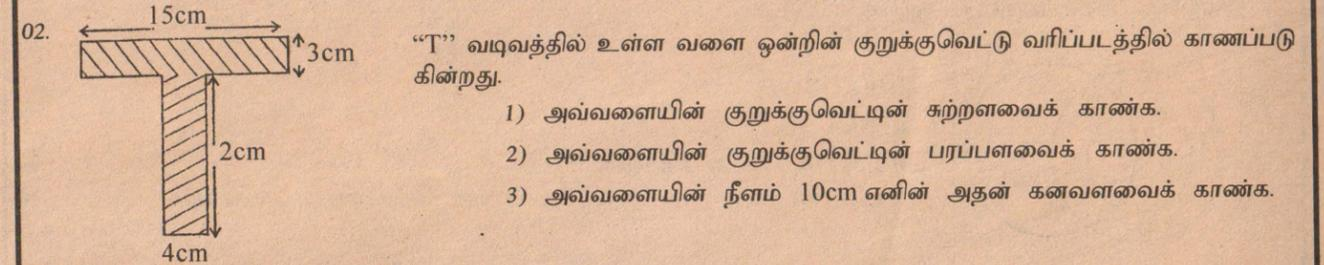 02.
15cm
3cm
2cm
4cm
“T” வடிவத்தில் உள்ள வளை ஒன்றின் குறுக்குவெட்டு வரிப்படத்தில் காணப்படு
கின்றது.
1) அவ்வளையின் குறுக்குவெட்டின் சுற்றளவைக் காண்க.
2) அவ்வளையின் குறுக்குவெட்டின் பரப்பளவைக் காண்க.
3) அவ்வளையின் நீளம் 10cm எனின் அதன் கனவளவைக் காண்க.